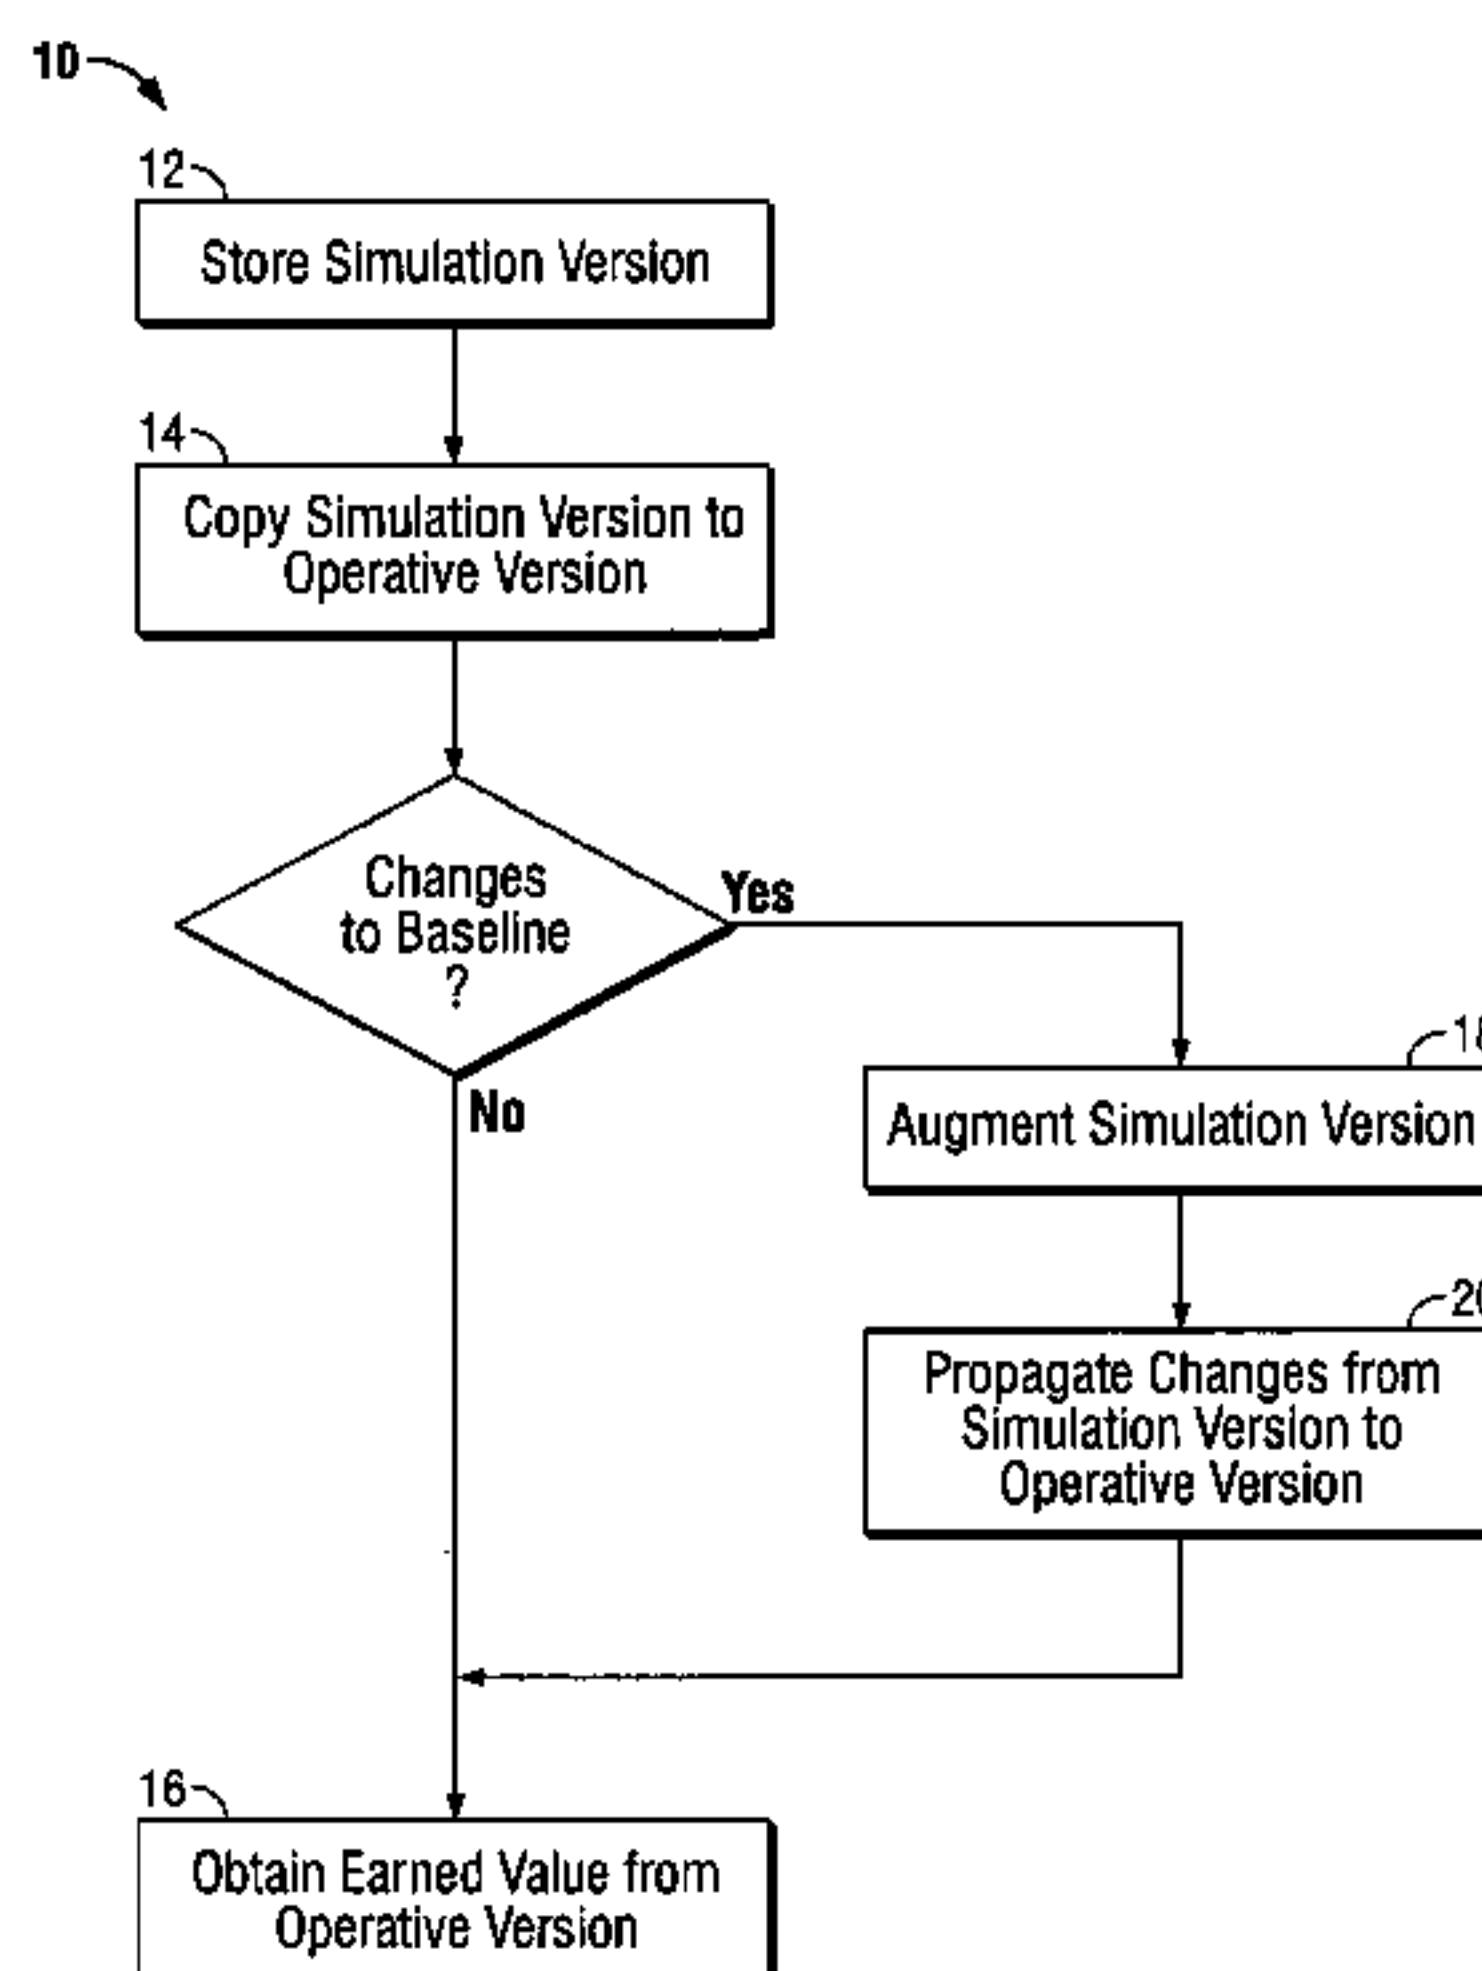 10
12
Store Simulation Version
14
Copy Simulation Version to
Operative Version
Changes
to Baseline
?
Yes
No
Augment Simulation Version
Propagate Changes from
Simulation Version to
Operative Version
16
Obtain Earned Value from
Operative Version